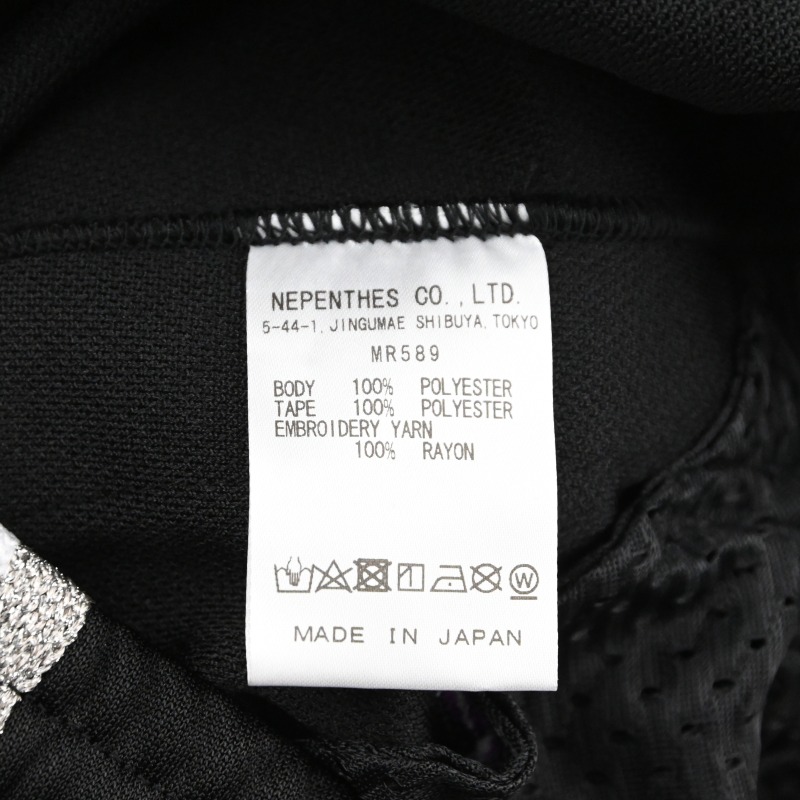 NEPENTHES CO.,LTD.
5-44-1, JINGUMAE SHIBUYA, TOKYO
MR589
BODY 100% POLYESTER
TAPE 100% POLYESTER
EMBROIDERY YARN
100% RAYON
W
MADE IN JAPAN